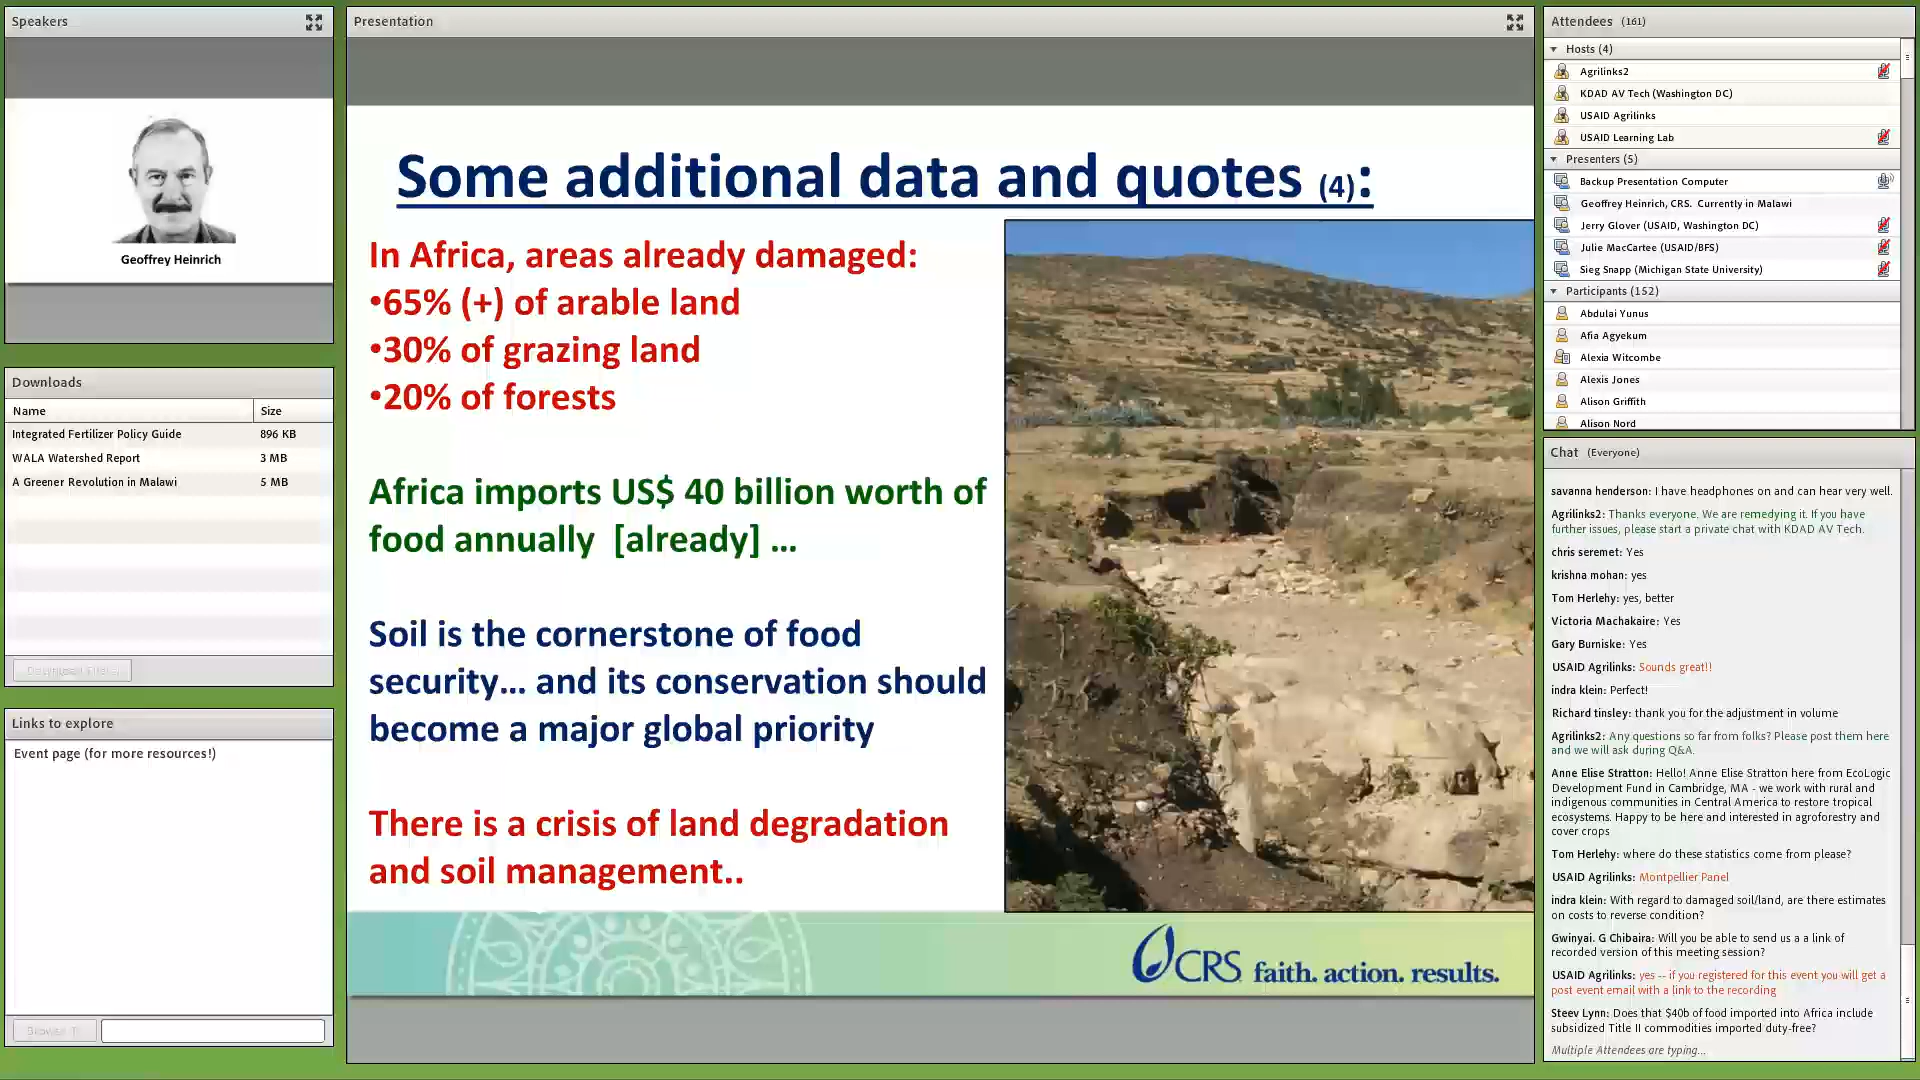 Speakers
Geoffrey Heinrich
Downloads
Name Size
Integrated Fertilizer Policy Guide 896 KB
WALA Watershed Report 3 MB
A Greener Revolution in Malawi 5 MB
Links to explore
Event page (for more resources!)
Presentation
Some additional data and quotes (4):
In Africa, areas already damaged:
•65% (+) of arable land
•30% of grazing land
•20% of forests
Africa imports US$ 40 billion worth of
food annually [already] ...
Soil is the cornerstone of food
security... and its conservation should
become a major global priority
There is a crisis of land degradation
and soil management..
CRS faith. action. results.
Attendees (161)
Hosts (4)
Agrilinks2
KDAD AV Tech (Washington DC)
USAID Agrilinks
USAID Learning Lab
Presenters (5)
Backup Presentation Computer
Geoffrey Heinrich, CRS. Currently in Malawi
Jerry Glover (USAID, Washington DC)
Julie MacCartee (USAID/BFS)
Sieg Snapp (Michigan State University)
Participants (152)
Abdulai Yunus
Afia Agyekum
Alexia Witcombe
Alexis Jones
Alison Griffith
Alison Nord
Chat (Everyone)
savanna henderson: I have headphones on and can hear very well.
Agrilinks2: Thanks everyone. We are remedying it. If you have
further issues, please start a private chat with KDAD AV Tech.
chris seremet: Yes
krishna mohan: yes
Tom Herlehy: yes, better
Victoria Machakaire: Yes
Gary Burniske: Yes
USAID Agrilinks: Sounds great!!
indra klein: Perfect!
Richard tinsley: thank you for the adjustment in volume
Agrilinks2: Any questions so far from folks? Please post them here
and we will ask during Q&A.
Anne Elise Stratton: Hello! Anne Elise Stratton here from EcoLogic
Development Fund in Cambridge, MA - we work with rural and
indigenous communities in Central America to restore tropical
ecosystems. Happy to be here and interested in agroforestry and
cover crops
Tom Herlehy: where do these statistics come from please?
USAID Agrilinks: Montpellier Panel
indra klein: With regard to damaged soil/land, are there estimates
on costs to reverse condition?
Gwinyai. G Chibaira: Will you be able to send us a a link of
recorded version of this meeting session?
USAID Agrilinks: yes -- if you registered for this event you will get a
post event email with a link to the recording
Steev Lynn: Does that $40b of food imported into Africa include
subsidized Title II commodities imported duty-free?
Multiple Attendees are typing...